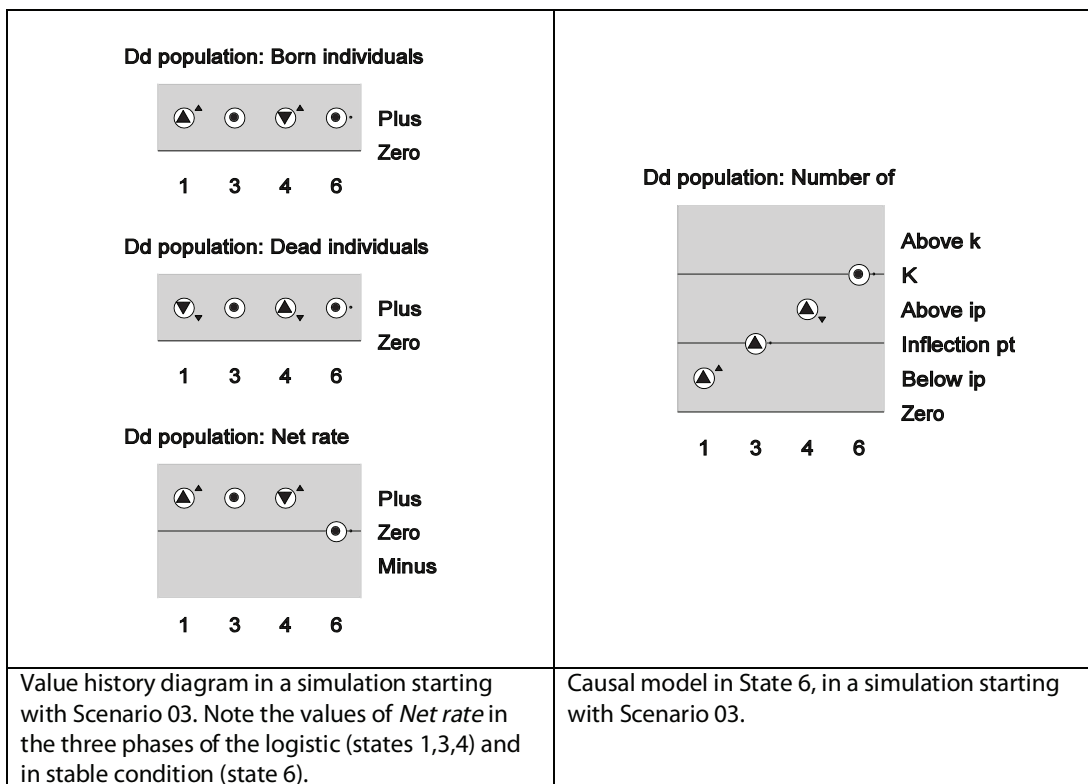 Dd population: Born individuals
Plus
Zero
1 3 4 6
Dd population: Dead individuals
Plus
Zero
1 3 4 6
Dd population: Net rate
Plus
Zero
Minus
1 3 4 6
Dd population: Number of
Above k
K
Above ip
Inflection pt
Below ip
Zero
1 3 4 6
Value history diagram in a simulation starting
with Scenario 03. Note the values of Net rate in
the three phases of the logistic (states 1,3,4) and
in stable condition (state 6).
Causal model in State 6, in a simulation starting
with Scenario 03.